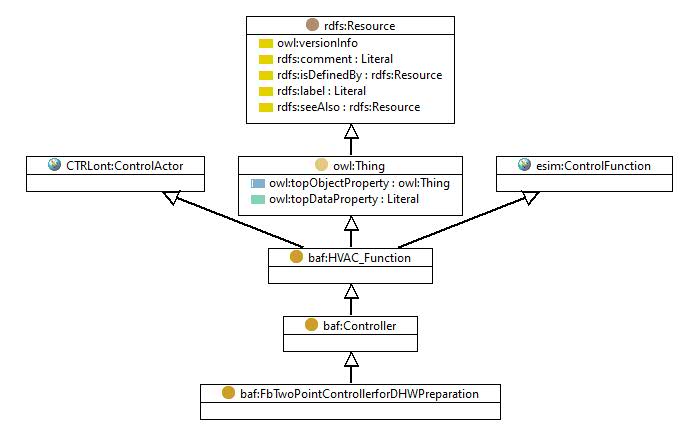 rdfs:Resource
owl:versionInfo
rdfs:comment : Literal
rdfs:isDefinedBy : rdfs:Resource
rdfs:label : Literal
rdfs:seeAlso : rdfs:Resource
CTRLont:ControlActor
owl:Thing
esim:ControlFunction
owl:topObjectProperty : owl:Thing
owl:topDataProperty : Literal
baf:HVAC_Function
baf:Controller
baf:FbTwoPointControllerforDHWPreparation